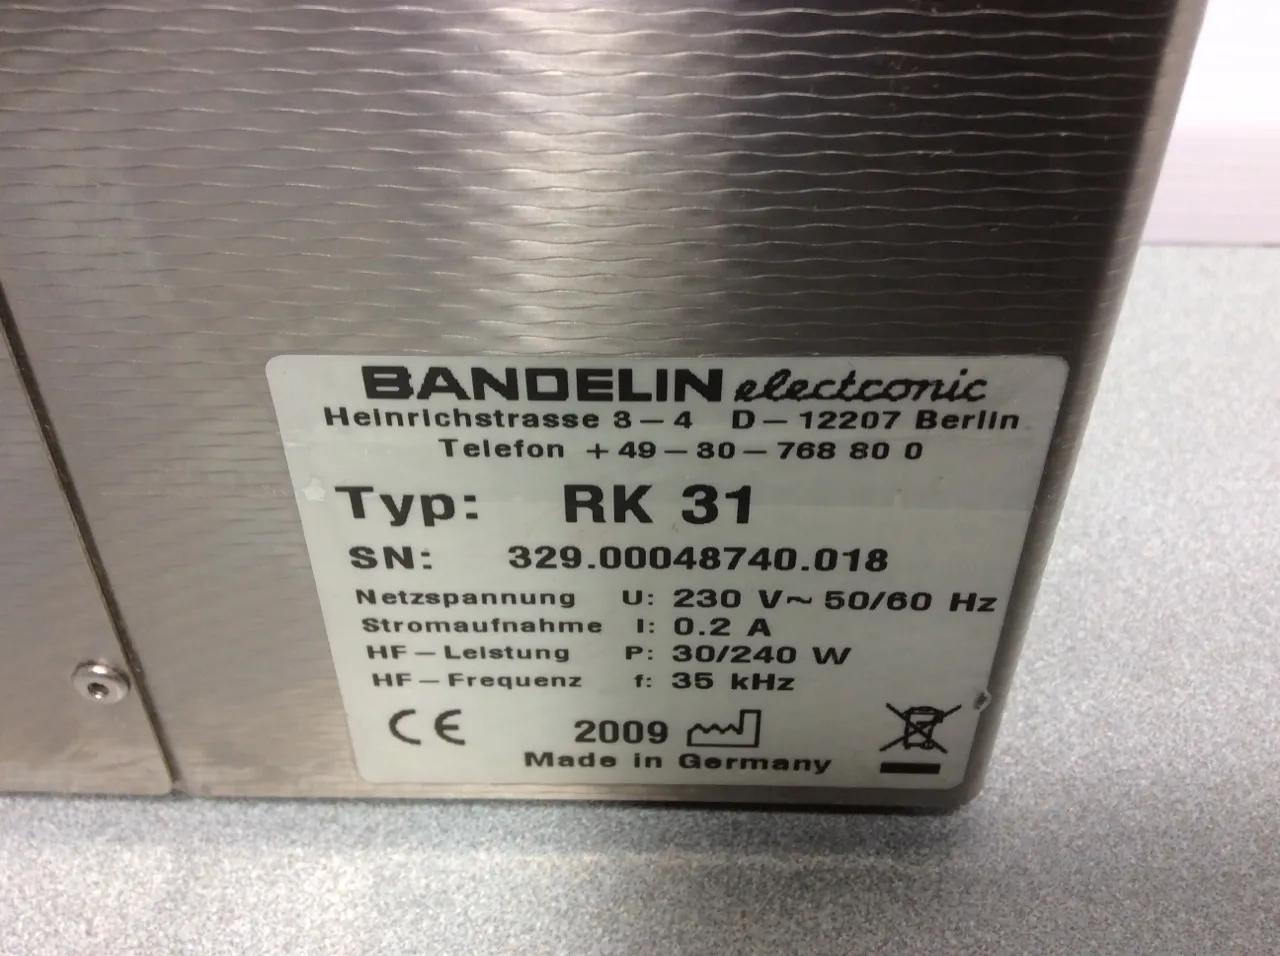 BANDELIN electronic
Heinrichstrasse 3-4 D-12207 Berlin
Telefon +49-30-768 80 0
Typ: RK 31
SN: 329.00048740.018
Netzspannung U: 230 V~ 50/60 Hz
Stromaufnahme I: 0.2 A
HF-Leistung P: 30/240 W
HF-Frequenz f: 35 kHz
CE 2009
Made in Germany